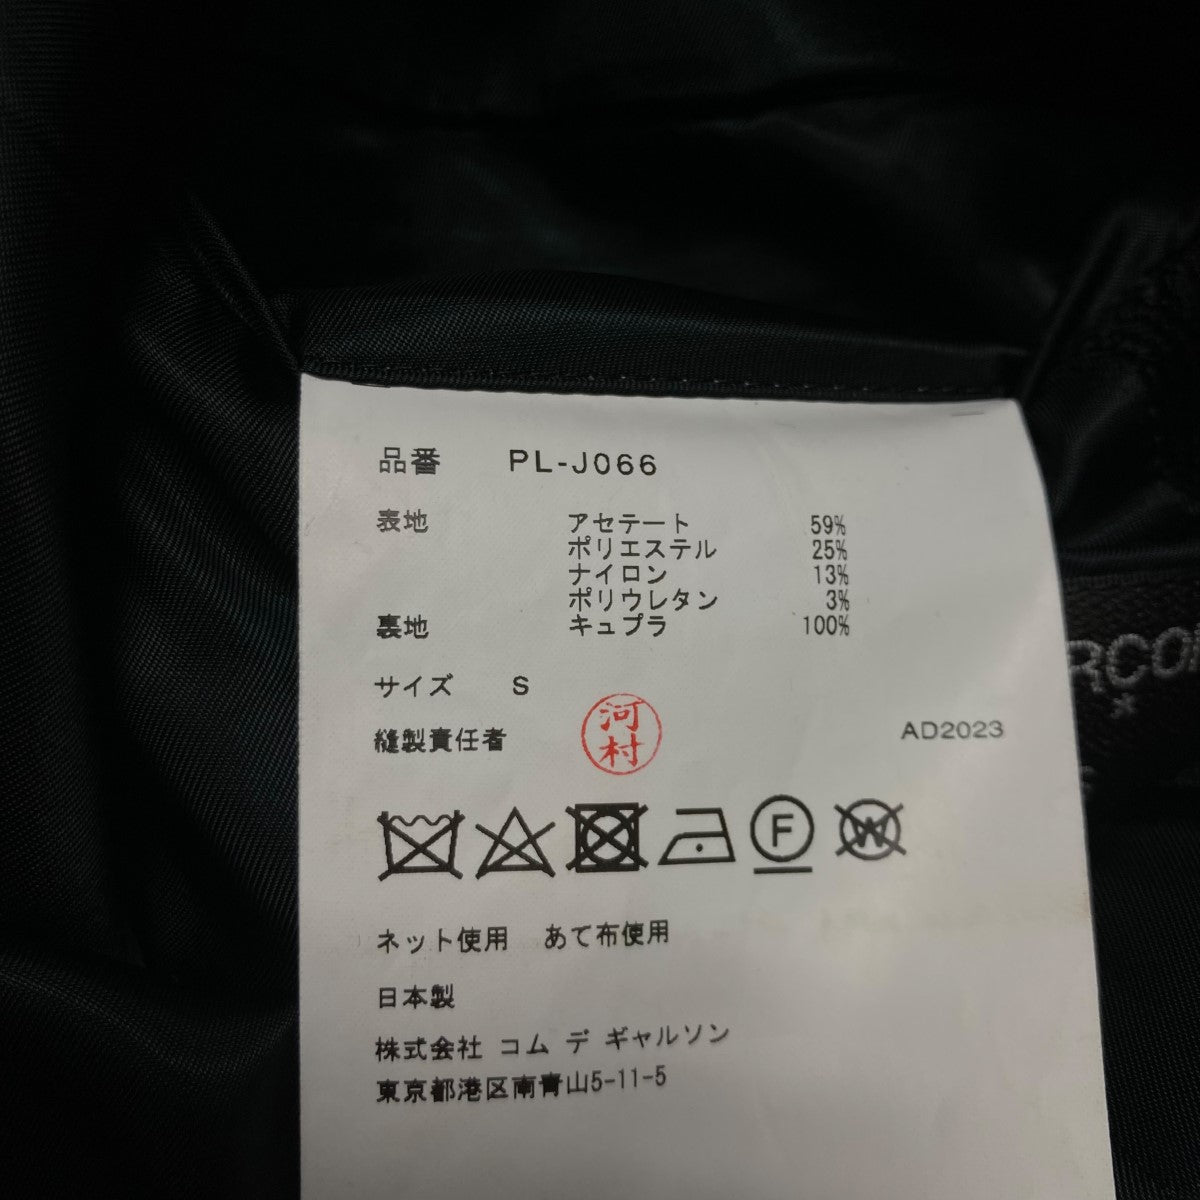 品番 PL-J066
表地 アセテート 59%
ポリエステル 25%
ナイロン 13%
ポリウレタン 3%
裏地 キュプラ 100%
サイズ S
縫製責任者 河村 AD2023
F W
ネット使用 あて布使用
日本製
株式会社 コム デ ギャルソン
東京都港区南青山5-11-5